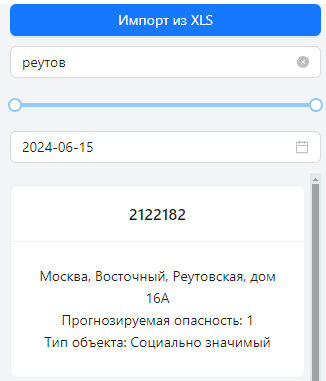 Импорт из XLS
реутов
2024-06-15
2122182
Москва, Восточный, Реутовская, дом
16А
Прогнозируемая опасность: 1
Тип объекта: Социально значимый